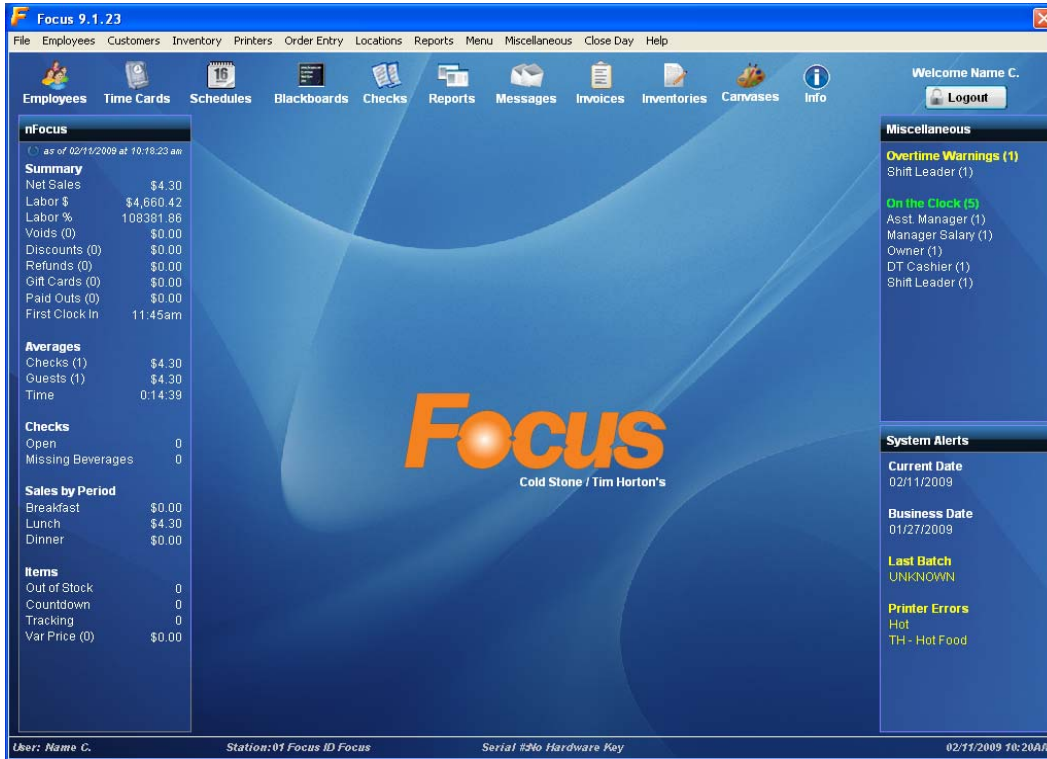 Focus 9.1.23
File Employees Customers Inventory Printers Order Entry Locations Reports Menu Miscellaneous Close Day Help
Employees Time Cards Schedules Blackboards Checks Reports Messages Invoices Inventories Canvases Info
16
Welcome Name C.
Logout
nFocus
as of 02/11/2009 at 10:18:23 am
Summary
Net Sales $4.30
Labor $ $4,660.42
Labor % 108381.86
Voids (0) $0.00
Discounts (0) $0.00
Refunds (0) $0.00
Gift Cards (0) $0.00
Paid Outs (0) $0.00
First Clock In 11:45am
Averages
Checks (1) $4.30
Guests (1) $4.30
Time 0:14:39
Checks
Open 0
Missing Beverages 0
Sales by Period
Breakfast $0.00
Lunch $4.30
Dinner $0.00
Items
Out of Stock 0
Countdown 0
Tracking 0
Var Price (0) $0.00
Focus
Cold Stone / Tim Horton's
Miscellaneous
Overtime Warnings (1)
Shift Leader (1)
On the Clock (5)
Asst. Manager (1)
Manager Salary (1)
Owner (1)
DT Cashier (1)
Shift Leader (1)
System Alerts
Current Date
02/11/2009
Business Date
01/27/2009
Last Batch
UNKNOWN
Printer Errors
Hot
TH - Hot Food
User: Name C. Station:01 Focus ID Focus Serial #:No Hardware Key 02/11/2009 10:20AM